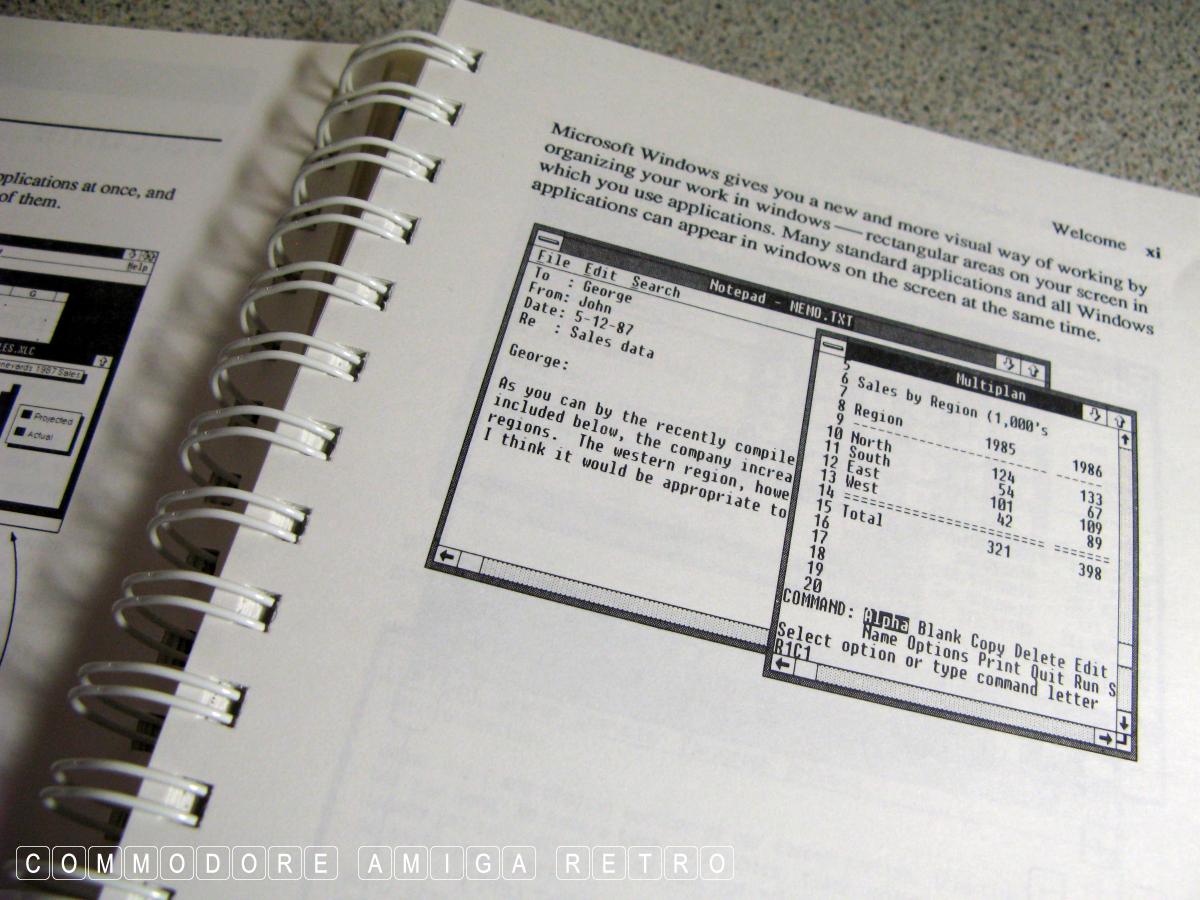 pplications at once, and
of them.
Help
G
ES.XLC
neyards 1987 Sales
Projected
Actual
Welcome xi
Microsoft Windows gives you a new and more visual way of working by
organizing your work in windows — rectangular areas on your screen in
which you use applications. Many standard applications and all Windows
applications can appear in windows on the screen at the same time.
Notepad - MEMO.TXT
File Edit Search
To : George
From: John
Date: 5-12-87
Re : Sales data
George:
As you can by the recently compile
included below, the company increa
regions. The western region, howe
I think it would be appropriate to
Multiplan
5
6 Sales by Region (1,000's
7
8 Region 1985 1986
9 --------------------
10 North 124 133
11 South 54 67
12 East 101 109
13 West 42 89
14 ====================
15 Total 321 398
16
17
18
19
20
COMMAND: Alpha Blank Copy Delete Edit
Name Options Print Quit Run S
Select option or type command letter
R1C1
COMMODORE AMIGA RETRO